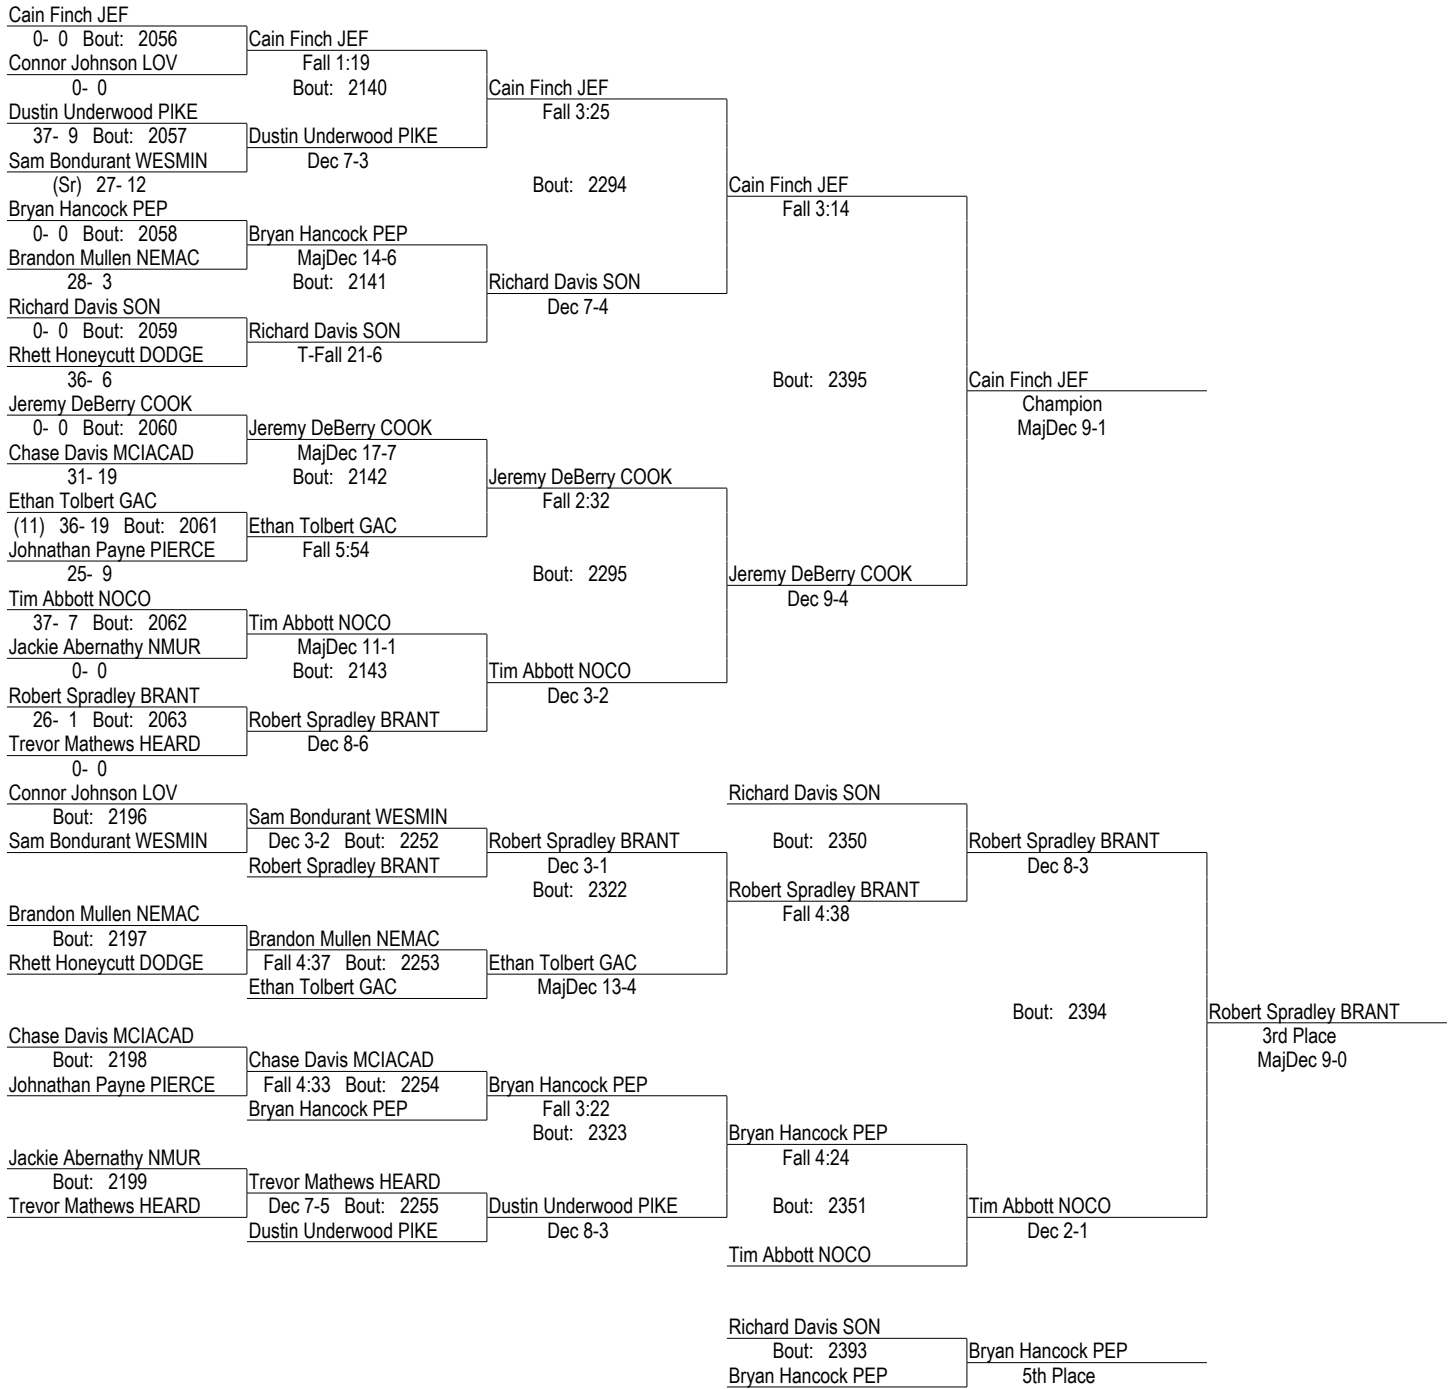 Cain Finch JEF
0- 0 Bout: 2056 Cain Finch JEF
Connor Johnson LOV Fall 1:19
0- 0 Bout: 2140 Cain Finch JEF
Dustin Underwood PIKE Fall 3:25
37- 9 Bout: 2057 Dustin Underwood PIKE
Sam Bondurant WESMIN Dec 7-3
(Sr) 27- 12 Bout: 2294 Cain Finch JEF
Bryan Hancock PEP Fall 3:14
0- 0 Bout: 2058 Bryan Hancock PEP
Brandon Mullen NEMAC MajDec 14-6
28- 3 Bout: 2141 Richard Davis SON
Richard Davis SON Dec 7-4
0- 0 Bout: 2059 Richard Davis SON
Rhett Honeycutt DODGE T-Fall 21-6
36- 6 Bout: 2395 Cain Finch JEF
Jeremy DeBerry COOK Champion
0- 0 Bout: 2060 Jeremy DeBerry COOK MajDec 9-1
Chase Davis MCIACAD MajDec 17-7
31- 19 Bout: 2142 Jeremy DeBerry COOK
Ethan Tolbert GAC Fall 2:32
(11) 36- 19 Bout: 2061 Ethan Tolbert GAC
Johnathan Payne PIERCE Fall 5:54
25- 9 Bout: 2295 Jeremy DeBerry COOK
Tim Abbott NOCO Dec 9-4
37- 7 Bout: 2062 Tim Abbott NOCO
Jackie Abernathy NMUR MajDec 11-1
0- 0 Bout: 2143 Tim Abbott NOCO
Robert Spradley BRANT Dec 3-2
26- 1 Bout: 2063 Robert Spradley BRANT
Trevor Mathews HEARD Dec 8-6
0- 0
Connor Johnson LOV Richard Davis SON
Bout: 2196 Sam Bondurant WESMIN
Sam Bondurant WESMIN Dec 3-2 Bout: 2252 Robert Spradley BRANT Bout: 2350 Robert Spradley BRANT
Robert Spradley BRANT Dec 3-1 Dec 8-3
Bout: 2322 Robert Spradley BRANT
Brandon Mullen NEMAC Fall 4:38
Bout: 2197 Brandon Mullen NEMAC
Rhett Honeycutt DODGE Fall 4:37 Bout: 2253 Ethan Tolbert GAC
Ethan Tolbert GAC MajDec 13-4
Bout: 2394 Robert Spradley BRANT
Chase Davis MCIACAD 3rd Place
Bout: 2198 Chase Davis MCIACAD MajDec 9-0
Johnathan Payne PIERCE Fall 4:33 Bout: 2254 Bryan Hancock PEP
Bryan Hancock PEP Fall 3:22
Bout: 2323 Bryan Hancock PEP
Jackie Abernathy NMUR Fall 4:24
Bout: 2199 Trevor Mathews HEARD
Trevor Mathews HEARD Dec 7-5 Bout: 2255 Dustin Underwood PIKE Bout: 2351 Tim Abbott NOCO
Dustin Underwood PIKE Dec 8-3 Dec 2-1
Tim Abbott NOCO
Richard Davis SON
Bout: 2393 Bryan Hancock PEP
Bryan Hancock PEP 5th Place